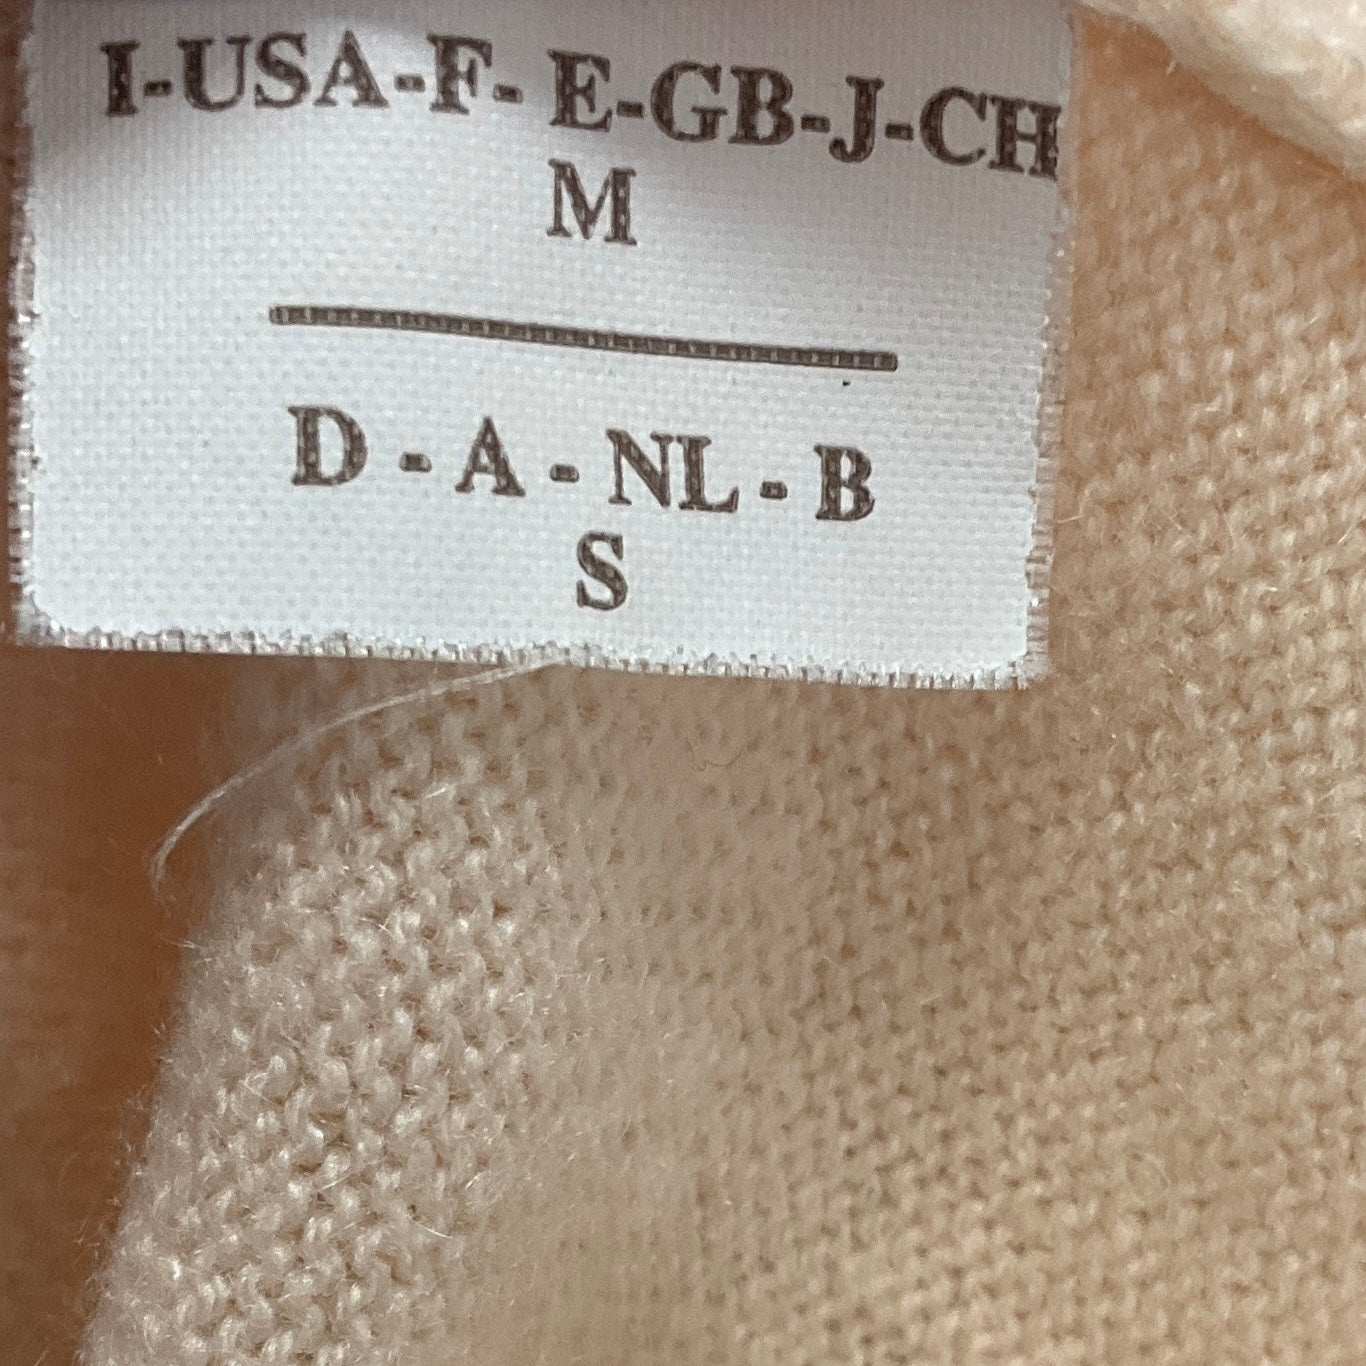 I-USA-F-E-GB-J-CH
M
D - A - NL - B
S